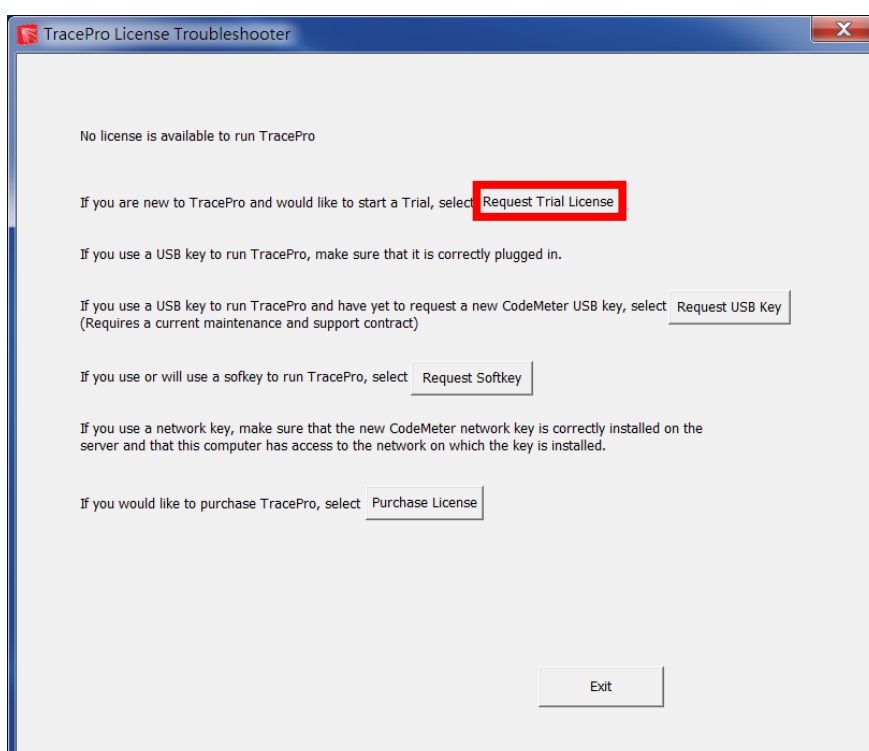 TracePro License Troubleshooter
X
No license is available to run TracePro
If you are new to TracePro and would like to start a Trial, select Request Trial License
If you use a USB key to run TracePro, make sure that it is correctly plugged in.
If you use a USB key to run TracePro and have yet to request a new CodeMeter USB key, select Request USB Key
(Requires a current maintenance and support contract)
If you use or will use a sofkey to run TracePro, select Request Softkey
If you use a network key, make sure that the new CodeMeter network key is correctly installed on the
server and that this computer has access to the network on which the key is installed.
If you would like to purchase TracePro, select Purchase License
Exit